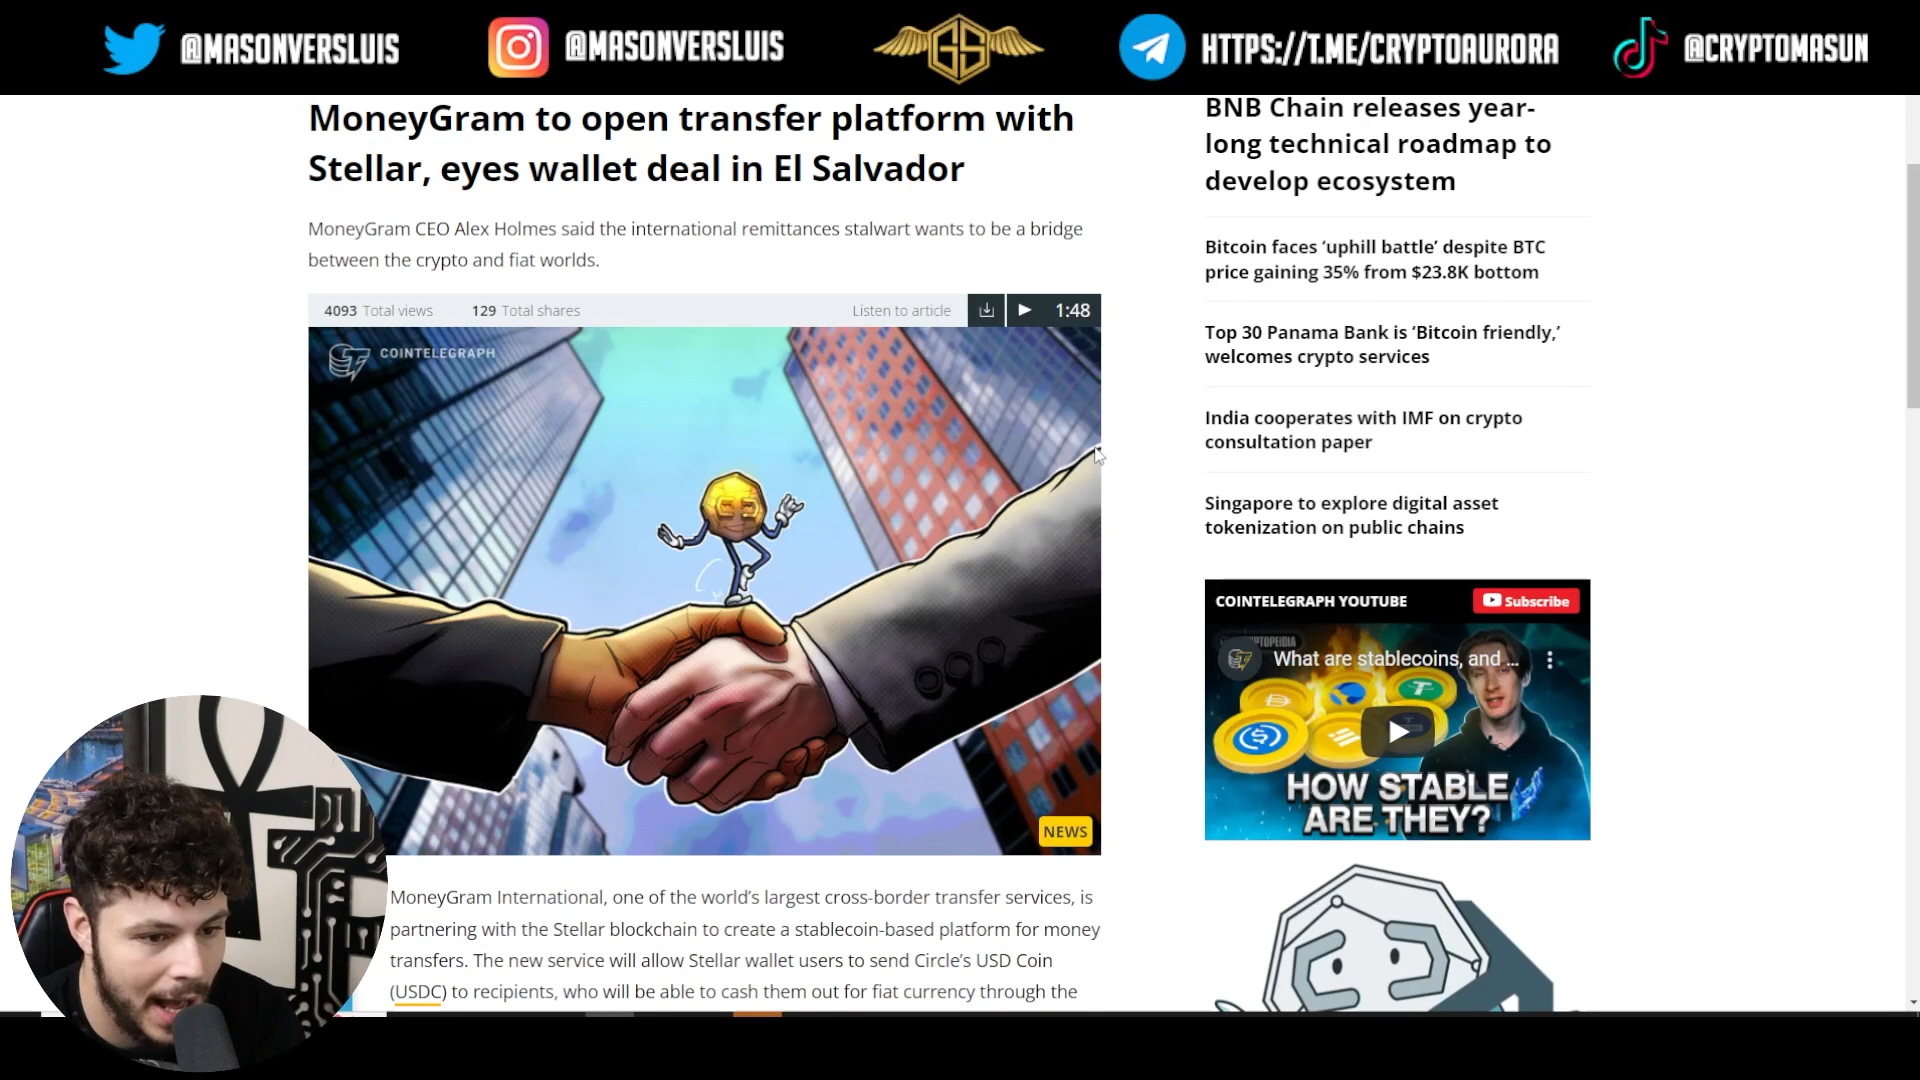 @MASONVERSLUIS
@MASONVERSLUIS
GS
HTTPS://T.ME/CRYPTOAURORA
@CRYPTOMASUN
MoneyGram to open transfer platform with
Stellar, eyes wallet deal in El Salvador
MoneyGram CEO Alex Holmes said the international remittances stalwart wants to be a bridge
between the crypto and fiat worlds.
4093 Total views
129 Total shares
Listen to article
1:48
COINTELEGRAPH
NEWS
MoneyGram International, one of the world’s largest cross-border transfer services, is
partnering with the Stellar blockchain to create a stablecoin-based platform for money
transfers. The new service will allow Stellar wallet users to send Circle’s USD Coin
(USDC) to recipients, who will be able to cash them out for fiat currency through the
BNB Chain releases year-
long technical roadmap to
develop ecosystem
Bitcoin faces ‘uphill battle’ despite BTC
price gaining 35% from $23.8K bottom
Top 30 Panama Bank is ‘Bitcoin friendly,’
welcomes crypto services
India cooperates with IMF on crypto
consultation paper
Singapore to explore digital asset
tokenization on public chains
COINTELEGRAPH YOUTUBE
Subscribe
What are stablecoins, and ...
HOW STABLE
ARE THEY?